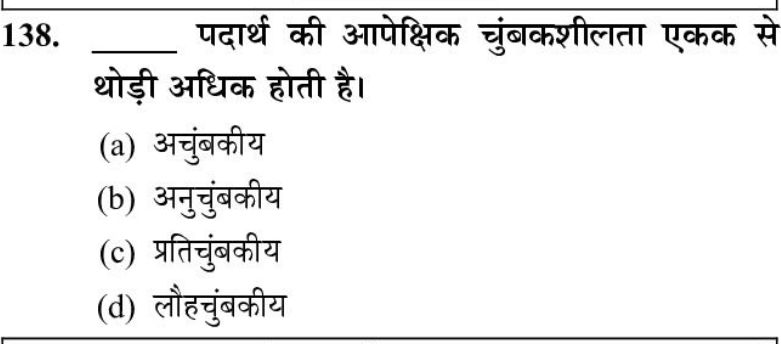 138. _____ पदार्थ की आपेक्षिक चुंबकशीलता एकक से
थोड़ी अधिक होती है।
(a) अचुंबकीय
(b) अनुचुंबकीय
(c) प्रतिचुंबकीय
(d) लौहचुंबकीय